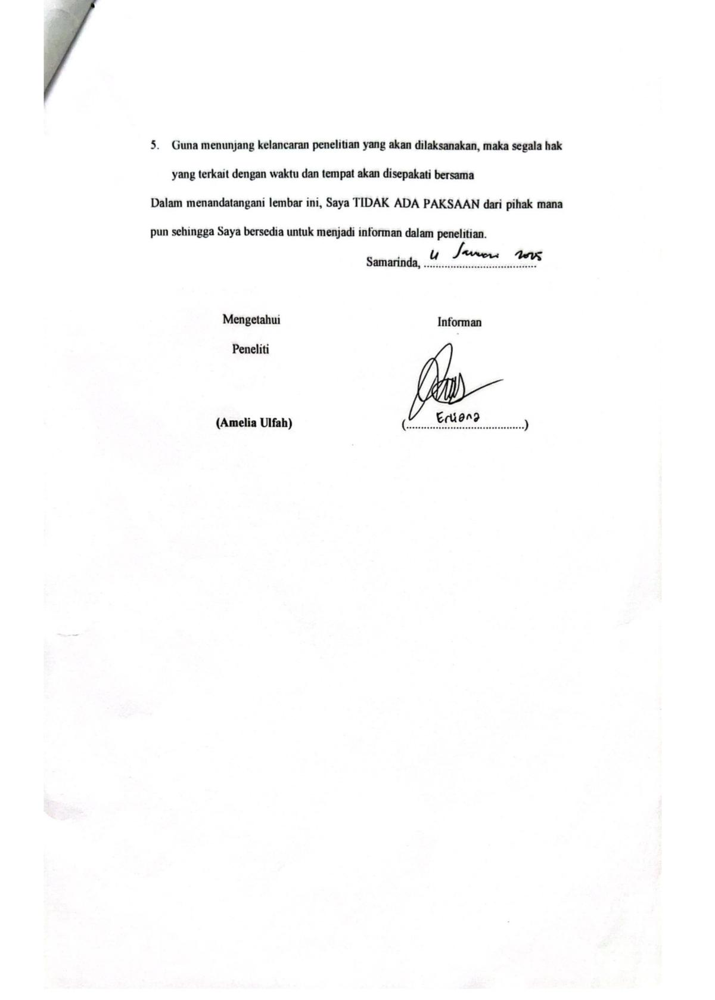 5. Guna menunjang kelancaran penelitian yang akan dilaksanakan, maka segala hak
yang terkait dengan waktu dan tempat akan disepakati bersama
Dalam menandatangani lembar ini, Saya TIDAK ADA PAKSAAN dari pihak mana
pun sehingga Saya bersedia untuk menjadi informan dalam penelitian.
Samarinda, 2025
Mengetahui
Informan
Peneliti
Erliana
(Amelia Ulfah) (....................................)